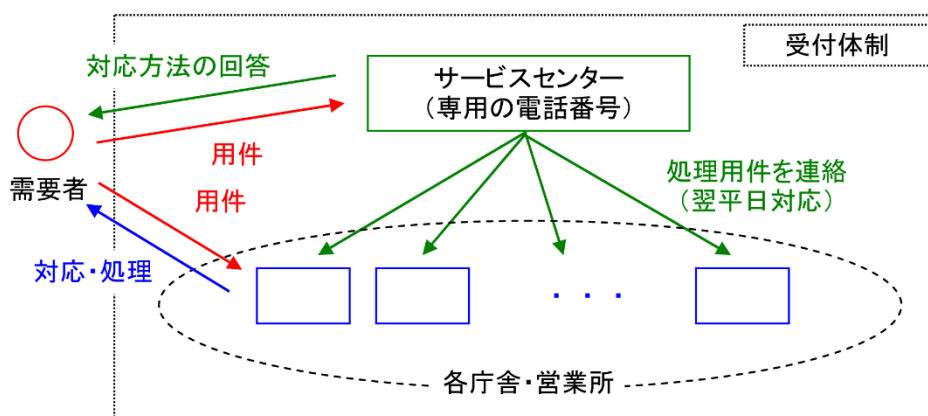 受付体制
対応方法の回答
サービスセンター
（専用の電話番号）
用件
需要者
用件
処理用件を連絡
（翌平日対応）
対応・処理
・・・
各庁舎・営業所